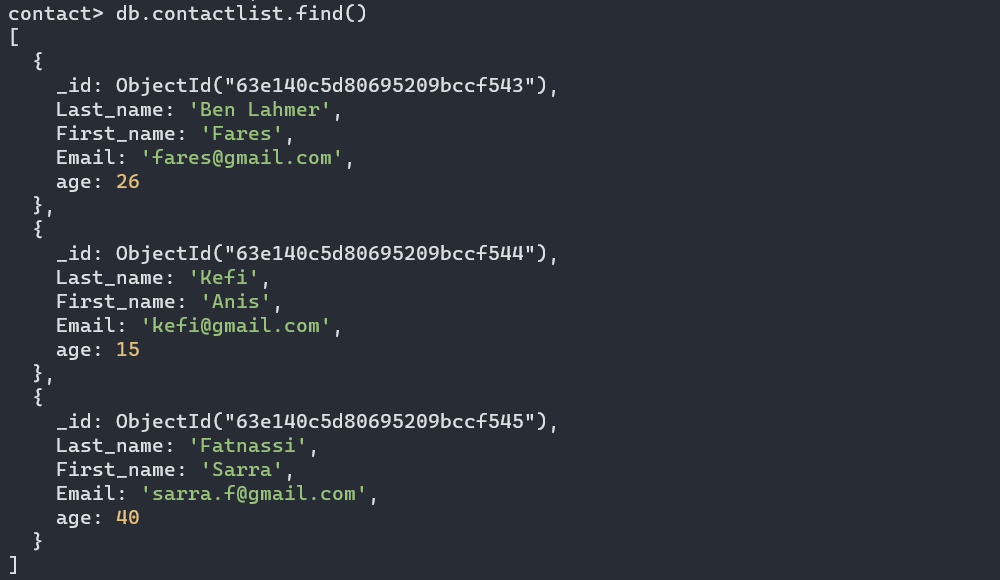 contact> db.contactlist.find()
[
  {
    _id: ObjectId("63e140c5d80695209bccf543"),
    Last_name: 'Ben Lahmer',
    First_name: 'Fares',
    Email: 'fares@gmail.com',
    age: 26
  },
  {
    _id: ObjectId("63e140c5d80695209bccf544"),
    Last_name: 'Kefi',
    First_name: 'Anis',
    Email: 'kefi@gmail.com',
    age: 15
  },
  {
    _id: ObjectId("63e140c5d80695209bccf545"),
    Last_name: 'Fatnassi',
    First_name: 'Sarra',
    Email: 'sarra.f@gmail.com',
    age: 40
  }
]